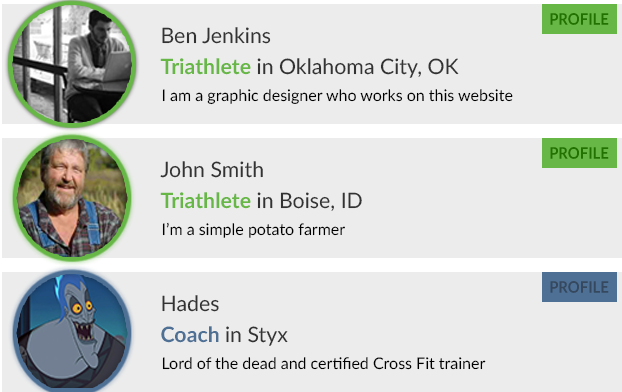 Ben Jenkins
PROFILE
Triathlete in Oklahoma City, OK
I am a graphic designer who works on this website
John Smith
PROFILE
Triathlete in Boise, ID
I'm a simple potato farmer
Hades
PROFILE
Coach in Styx
Lord of the dead and certified Cross Fit trainer